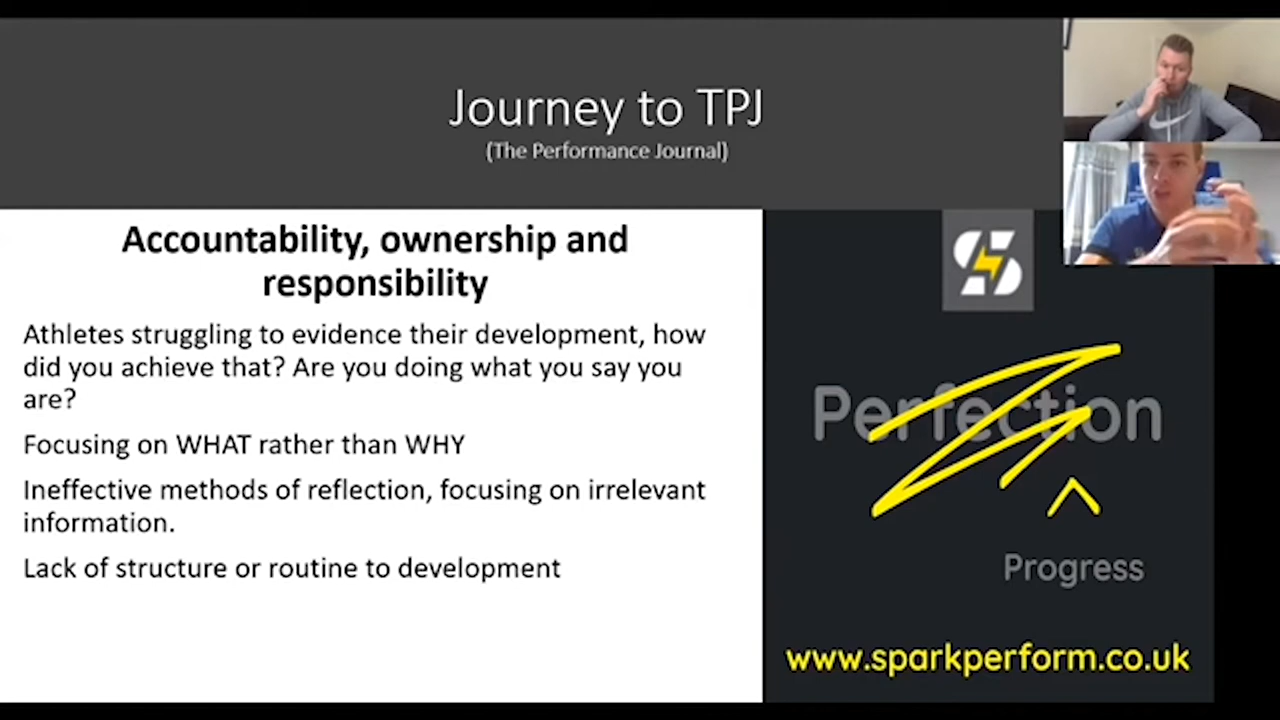 Journey to TPJ
(The Performance Journal)
Accountability, ownership and
responsibility
Athletes struggling to evidence their development, how
did you achieve that? Are you doing what you say you
are?
Focusing on WHAT rather than WHY
Ineffective methods of reflection, focusing on irrelevant
information.
Lack of structure or routine to development
Perfection
Progress
www.sparkperform.co.uk